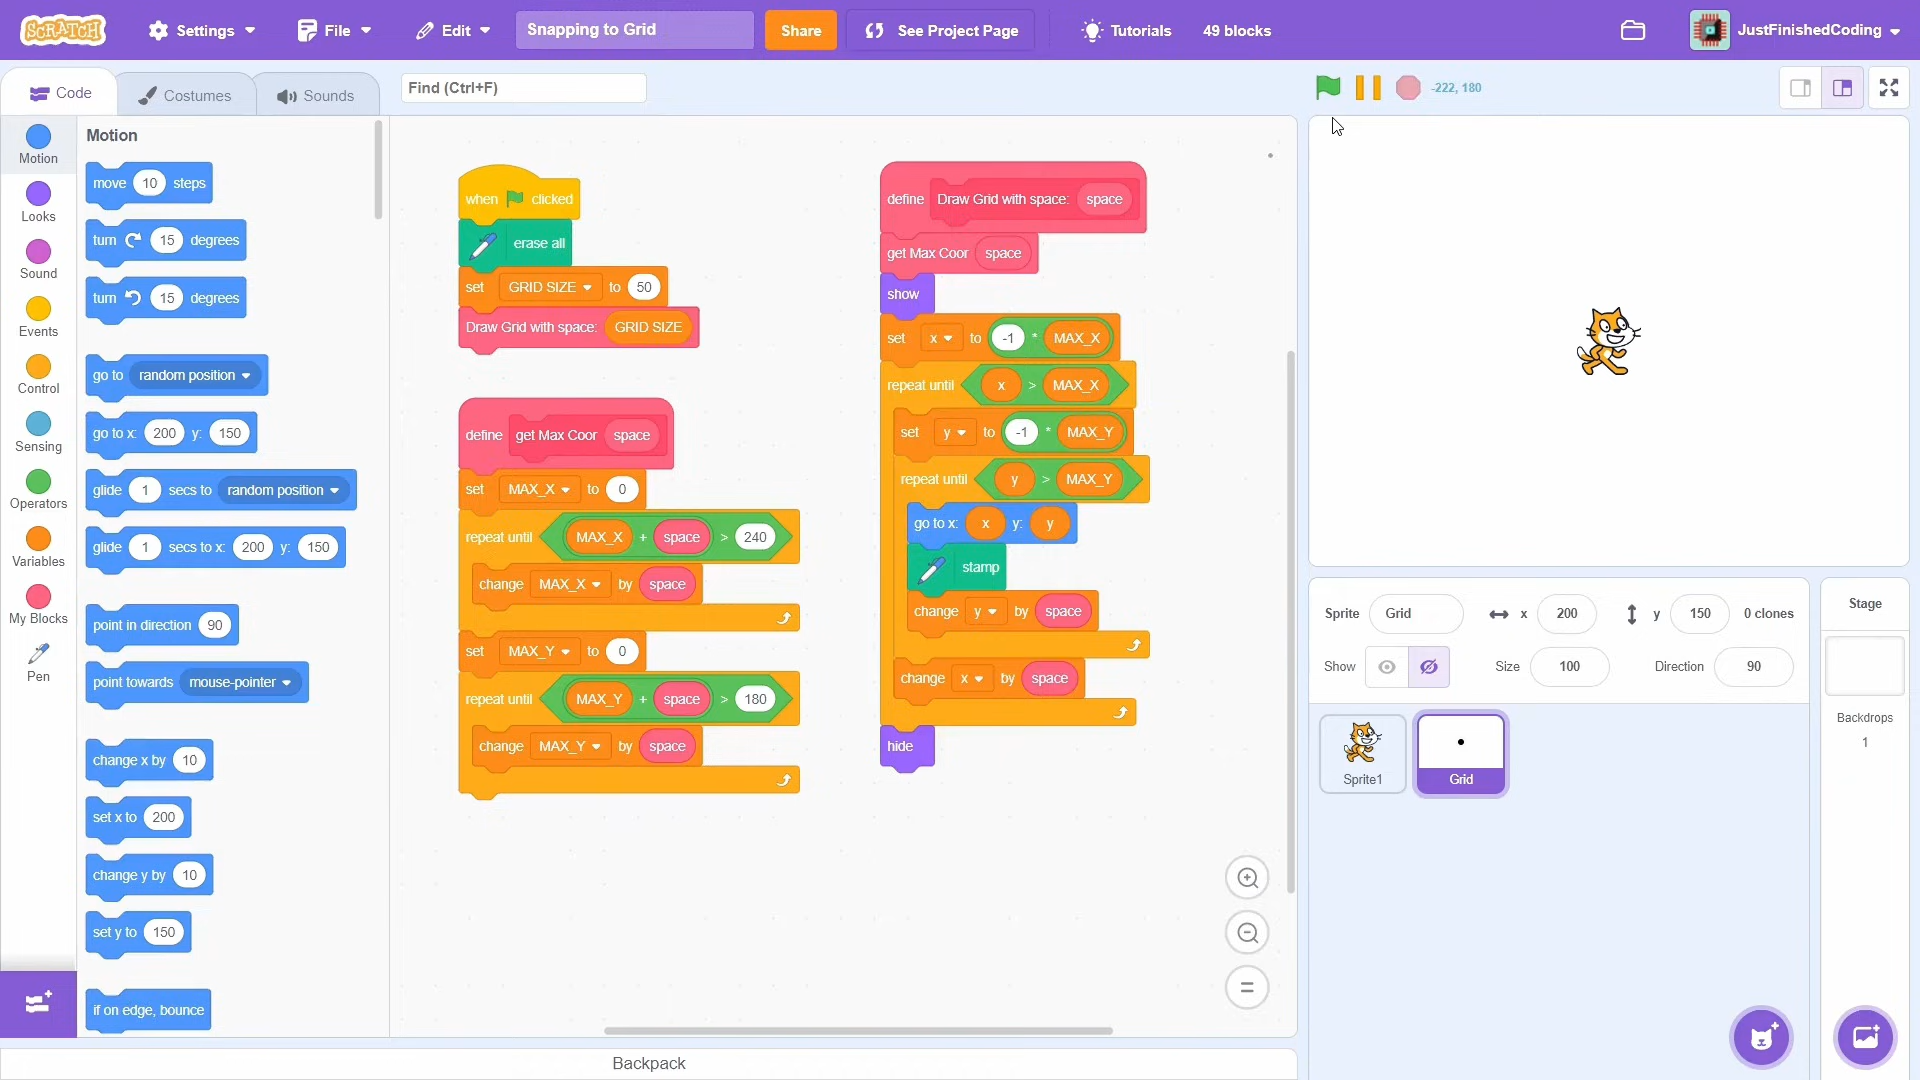 SCRATCH Settings File Edit Snapping to Grid Share See Project Page Tutorials 49 blocks JustFinishedCoding
Code Costumes Sounds Find (Ctrl+F) -222, 180
Motion
Looks
Sound
Events
Control
Sensing
Operators
Variables
My Blocks
Pen
Motion
move 10 steps
turn 15 degrees
turn 15 degrees
go to random position
go to x: 200 y: 150
glide 1 secs to random position
glide 1 secs to x: 200 y: 150
point in direction 90
point towards mouse-pointer
change x by 10
set x to 200
change y by 10
set y to 150
if on edge, bounce
when clicked
erase all
set GRID SIZE to 50
Draw Grid with space: GRID SIZE
define get Max Coor space
set MAX_X to 0
repeat until MAX_X + space > 240
change MAX_X by space
set MAX_Y to 0
repeat until MAX_Y + space > 180
change MAX_Y by space
define Draw Grid with space: space
get Max Coor space
show
set x to -1 * MAX_X
repeat until x > MAX_X
set y to -1 * MAX_Y
repeat until y > MAX_Y
go to x: x y: y
stamp
change y by space
change x by space
hide
Sprite Grid x 200 y 150 0 clones
Show Size 100 Direction 90
Sprite1
Grid
Stage
Backdrops
1
Backpack